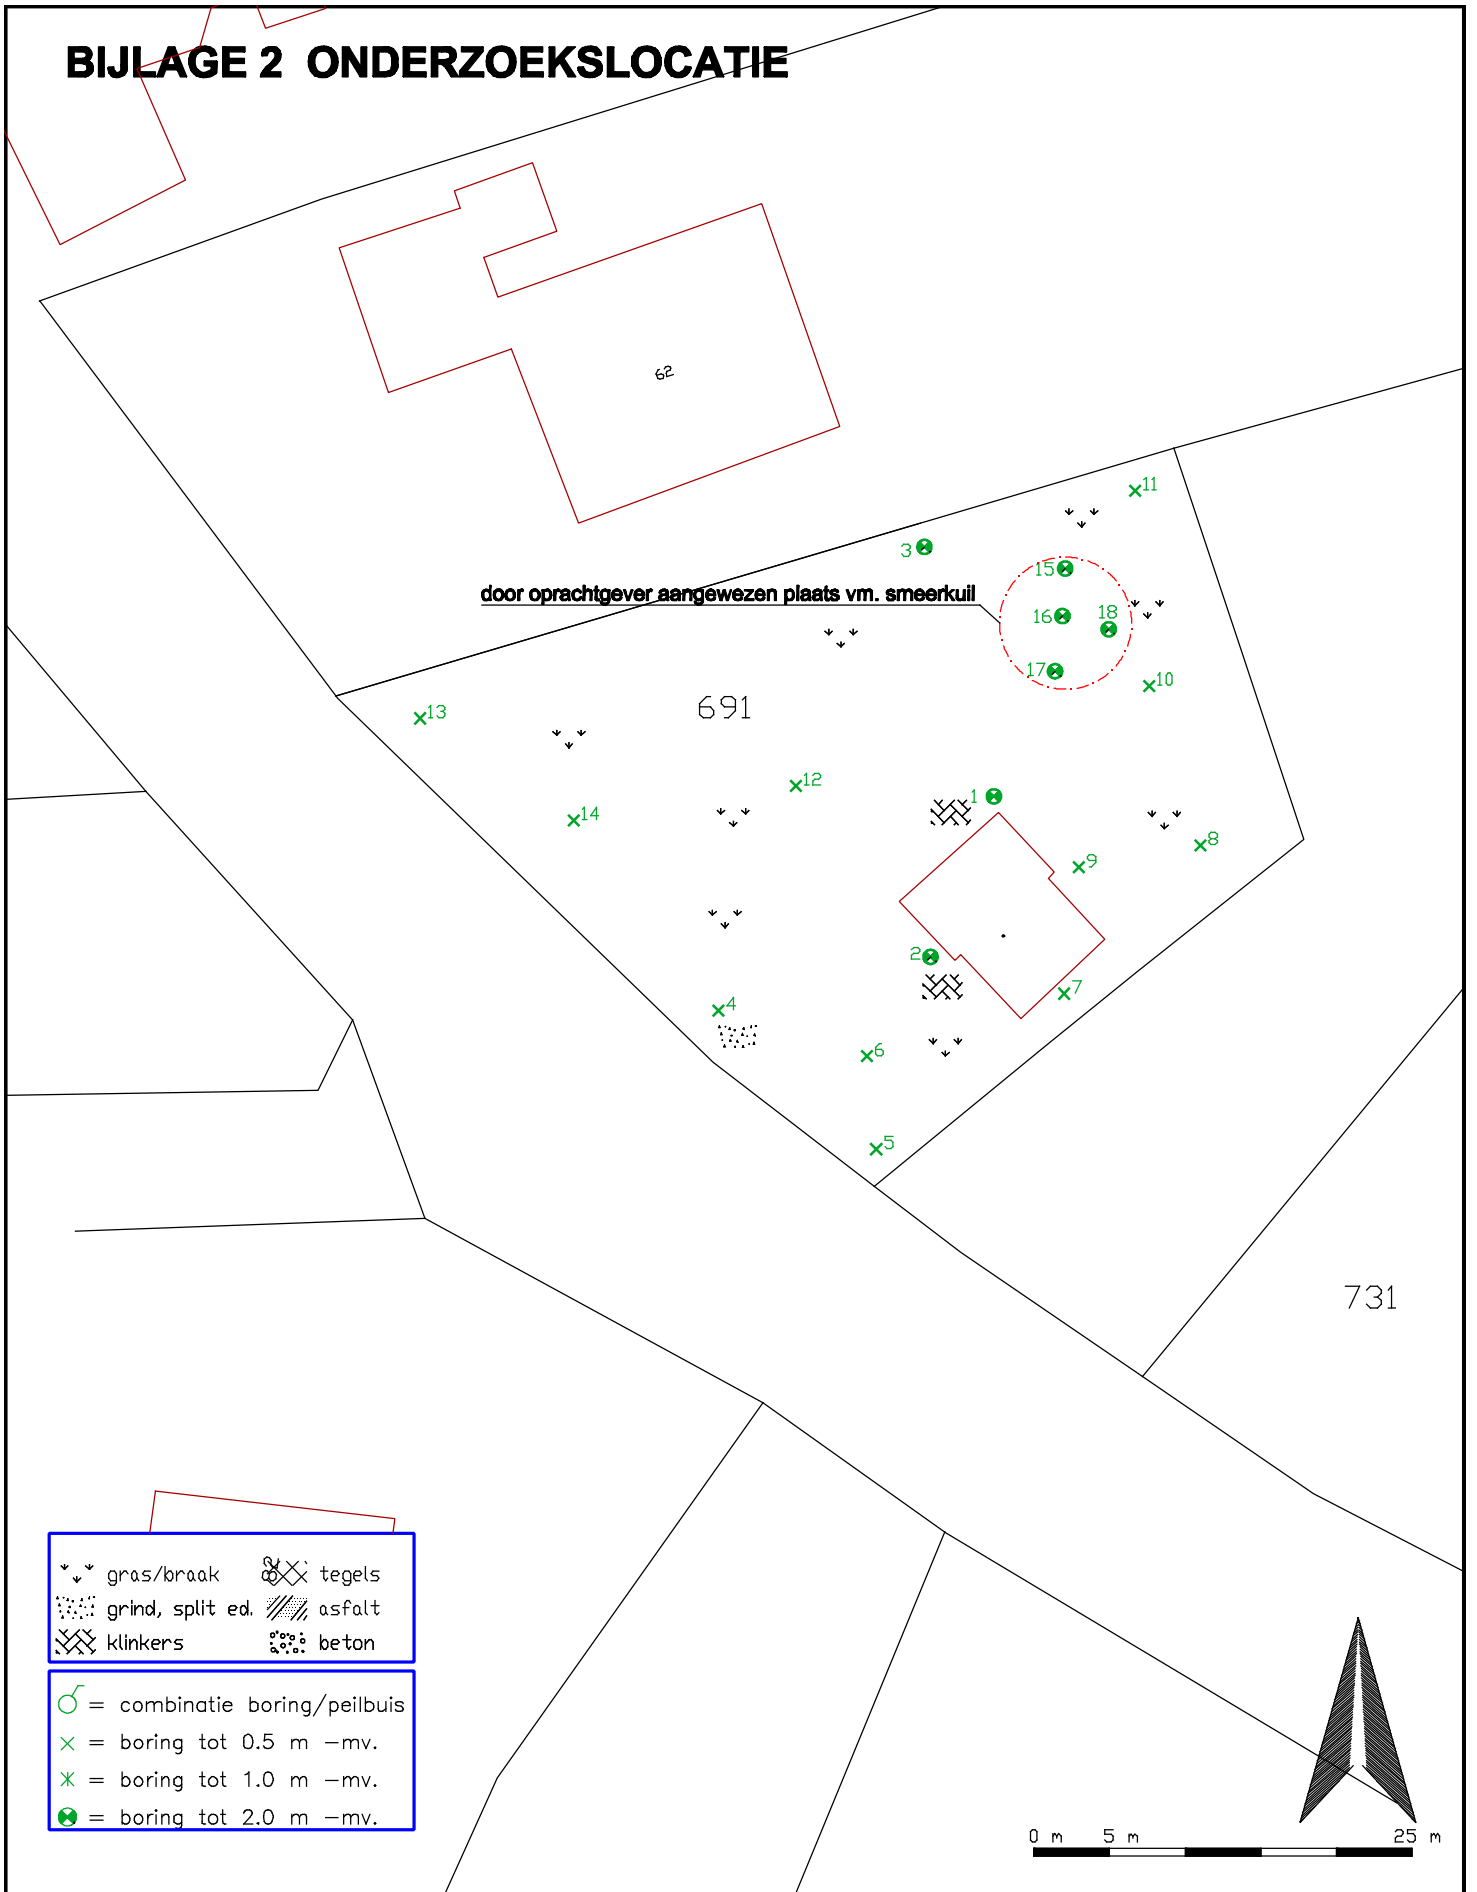 BIJLAGE 2 ONDERZOEKSLOCATIE
62
11
3
15
door oprachtgever aangewezen plaats vm. smeerkuil
16
18
17
10
691
13
12
1
14
8
9
2
7
4
6
5
731
82
gras/braak tegels
grind, split ed. asfalt
klinkers beton
= combinatie boring/peilbuis
= boring tot 0.5 m -mv.
= boring tot 1.0 m -mv.
= boring tot 2.0 m -mv.
0 m 5 m 25 m